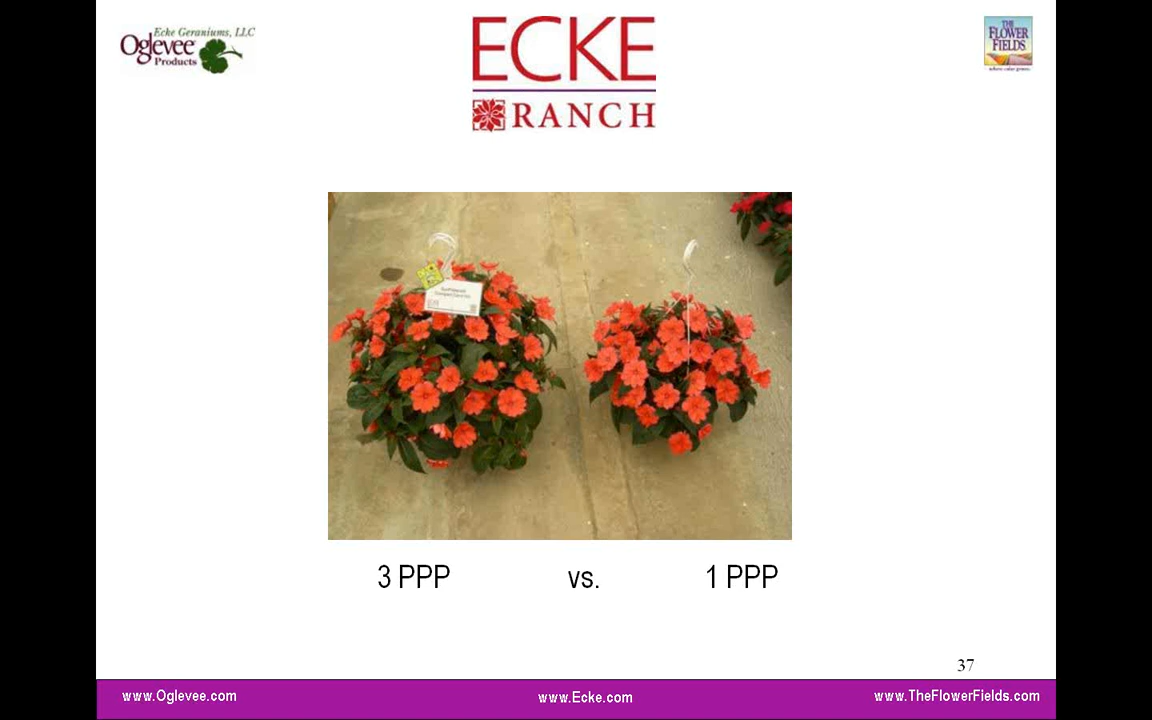 Ecke Geraniums, LLC
Oglevee
Products
ECKE
RANCH
THE
FLOWER
FIELDS
3 PPP vs. 1 PPP
37
www.Oglevee.com www.Ecke.com www.TheFlowerFields.com